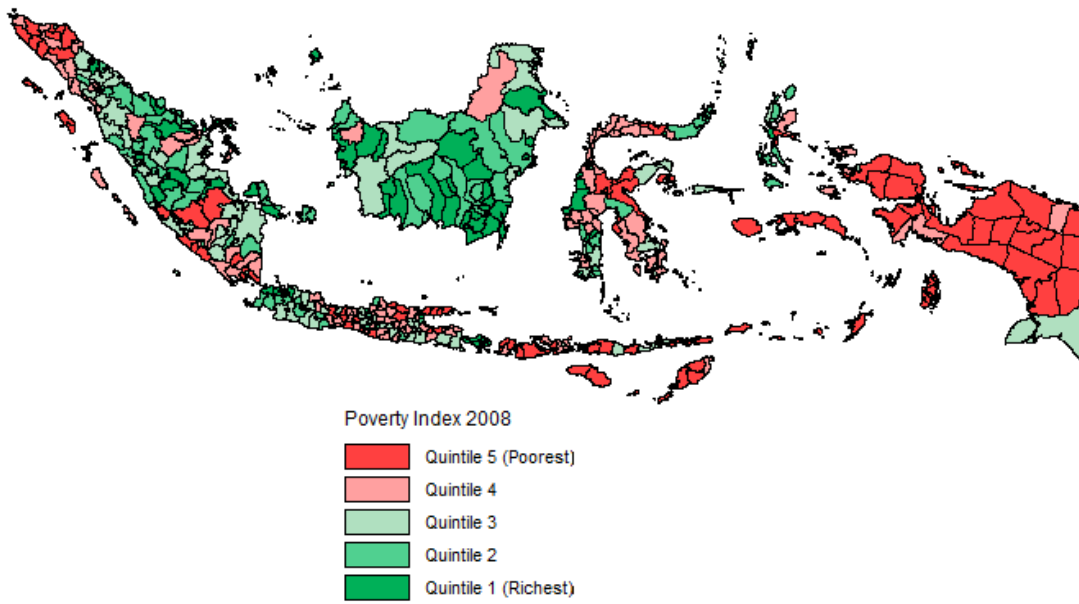 Poverty Index 2008
Quintile 5 (Poorest)
Quintile 4
Quintile 3
Quintile 2
Quintile 1 (Richest)